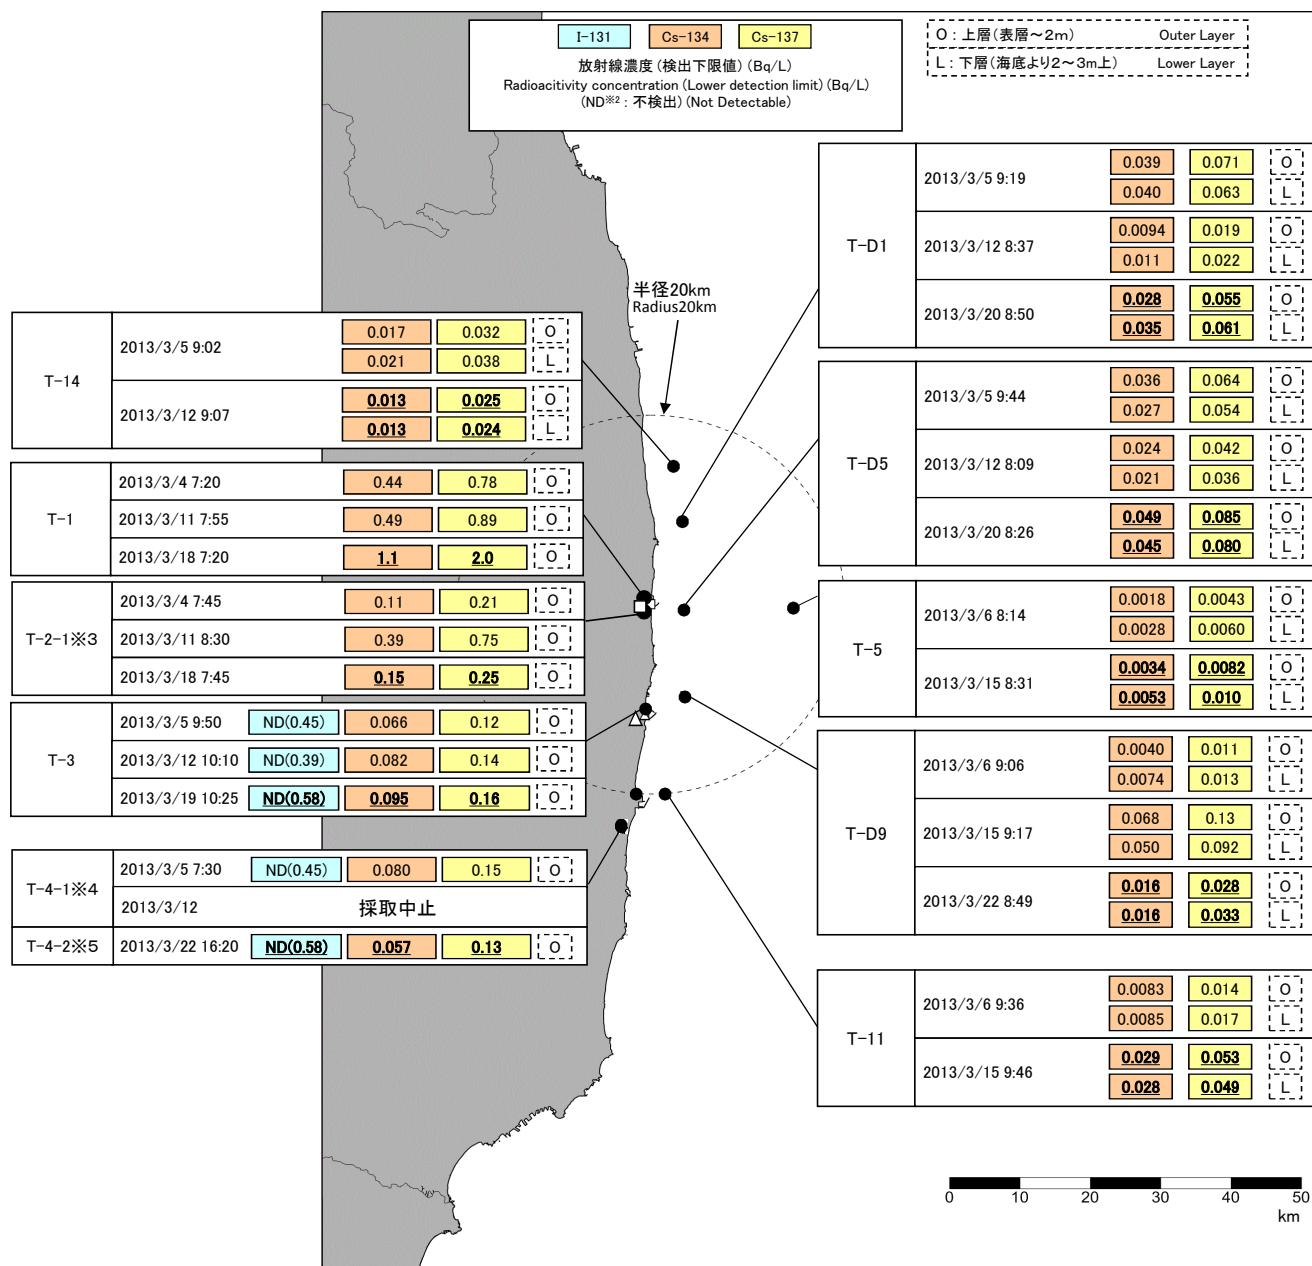 I-131 Cs-134 Cs-137
放射線濃度(検出下限値)(Bq/L)
Radioacitivity concentration (Lower detection limit) (Bq/L)
(ND※2 : 不検出) (Not Detectable)
O : 上層(表層～2m) Outer Layer
L : 下層(海底より2～3m上) Lower Layer
半径20km
Radius20km
T-14
2013/3/5 9:02
0.017 0.032 O
0.021 0.038 L
2013/3/12 9:07
0.013 0.025 O
0.013 0.024 L
T-1
2013/3/4 7:20 0.44 0.78 O
2013/3/11 7:55 0.49 0.89 O
2013/3/18 7:20 1.1 2.0 O
T-2-1※3
2013/3/4 7:45 0.11 0.21 O
2013/3/11 8:30 0.39 0.75 O
2013/3/18 7:45 0.15 0.25 O
T-3
2013/3/5 9:50 ND(0.45) 0.066 0.12 O
2013/3/12 10:10 ND(0.39) 0.082 0.14 O
2013/3/19 10:25 ND(0.58) 0.095 0.16 O
T-4-1※4
2013/3/5 7:30 ND(0.45) 0.080 0.15 O
2013/3/12 採取中止
T-4-2※5 2013/3/22 16:20 ND(0.58) 0.057 0.13 O
T-D1
2013/3/5 9:19
0.039 0.071 O
0.040 0.063 L
2013/3/12 8:37
0.0094 0.019 O
0.011 0.022 L
2013/3/20 8:50
0.028 0.055 O
0.035 0.061 L
T-D5
2013/3/5 9:44
0.036 0.064 O
0.027 0.054 L
2013/3/12 8:09
0.024 0.042 O
0.021 0.036 L
2013/3/20 8:26
0.049 0.085 O
0.045 0.080 L
T-5
2013/3/6 8:14
0.0018 0.0043 O
0.0028 0.0060 L
2013/3/15 8:31
0.0034 0.0082 O
0.0053 0.010 L
T-D9
2013/3/6 9:06
0.0040 0.011 O
0.0074 0.013 L
2013/3/15 9:17
0.068 0.13 O
0.050 0.092 L
2013/3/22 8:49
0.016 0.028 O
0.016 0.033 L
T-11
2013/3/6 9:36
0.0083 0.014 O
0.0085 0.017 L
2013/3/15 9:46
0.029 0.053 O
0.028 0.049 L
0 10 20 30 40 50
km